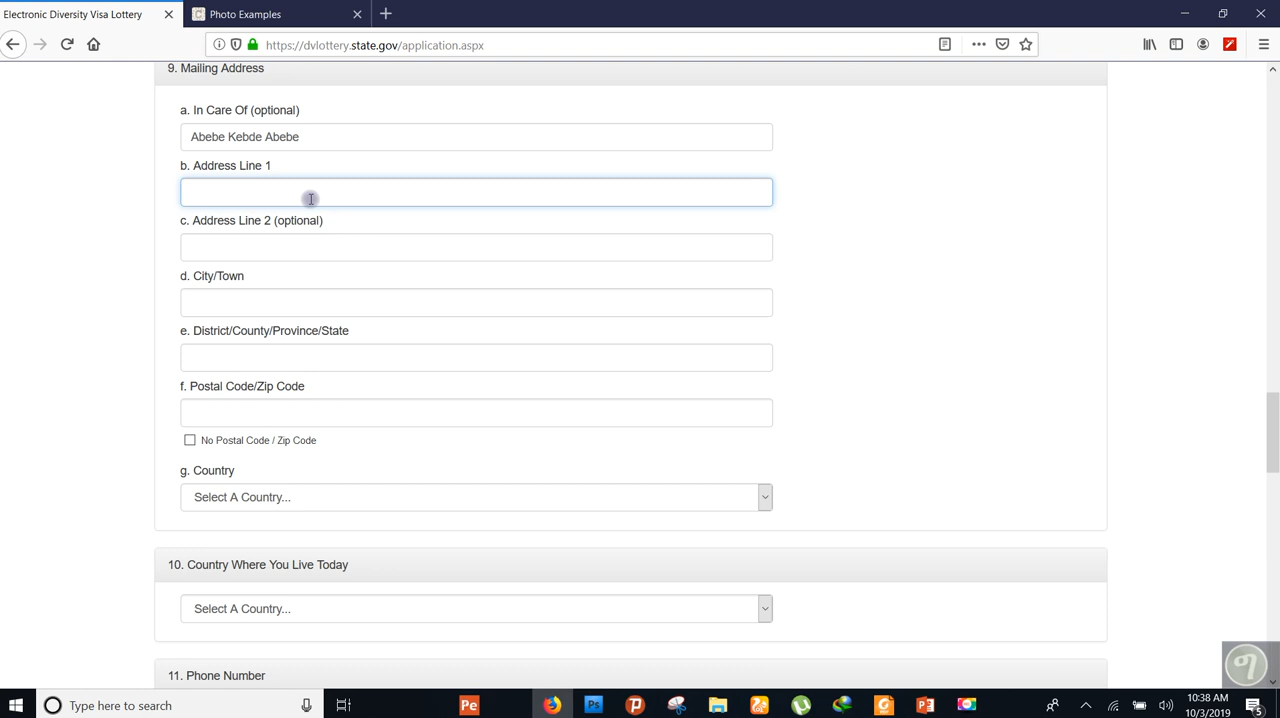 Electronic Diversity Visa Lottery
Photo Examples
https://dvlottery.state.gov/application.aspx
9. Mailing Address
a. In Care Of (optional)
Abebe Kebde Abebe
b. Address Line 1
c. Address Line 2 (optional)
d. City/Town
e. District/County/Province/State
f. Postal Code/Zip Code
No Postal Code / Zip Code
g. Country
Select A Country...
10. Country Where You Live Today
Select A Country...
11. Phone Number
Type here to search
Pe
Ps
10:38 AM
10/3/2019
5